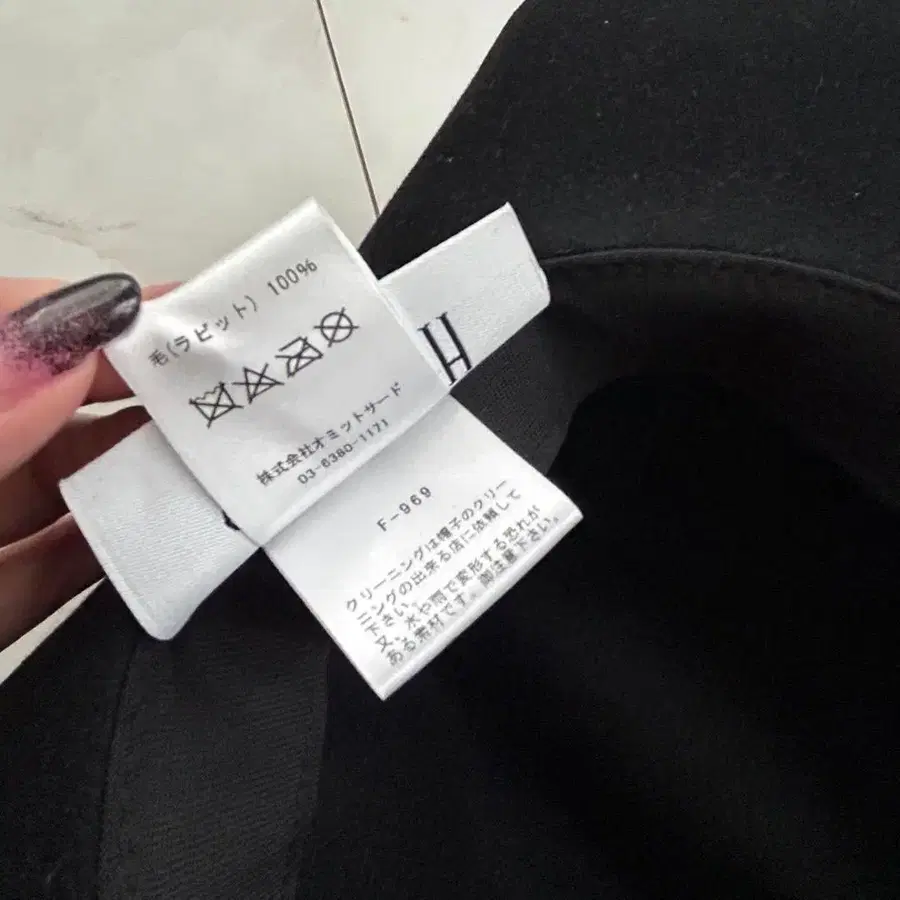 毛(ラビット) 100%
株式会社オミットサード
03-6380-1171
H
F-969
クリーニングは帽子のクリー
ニングの出来る店に依頼して
下さい。
又、水や雨で変形する恐れが
ある素材です。御注意下さい。